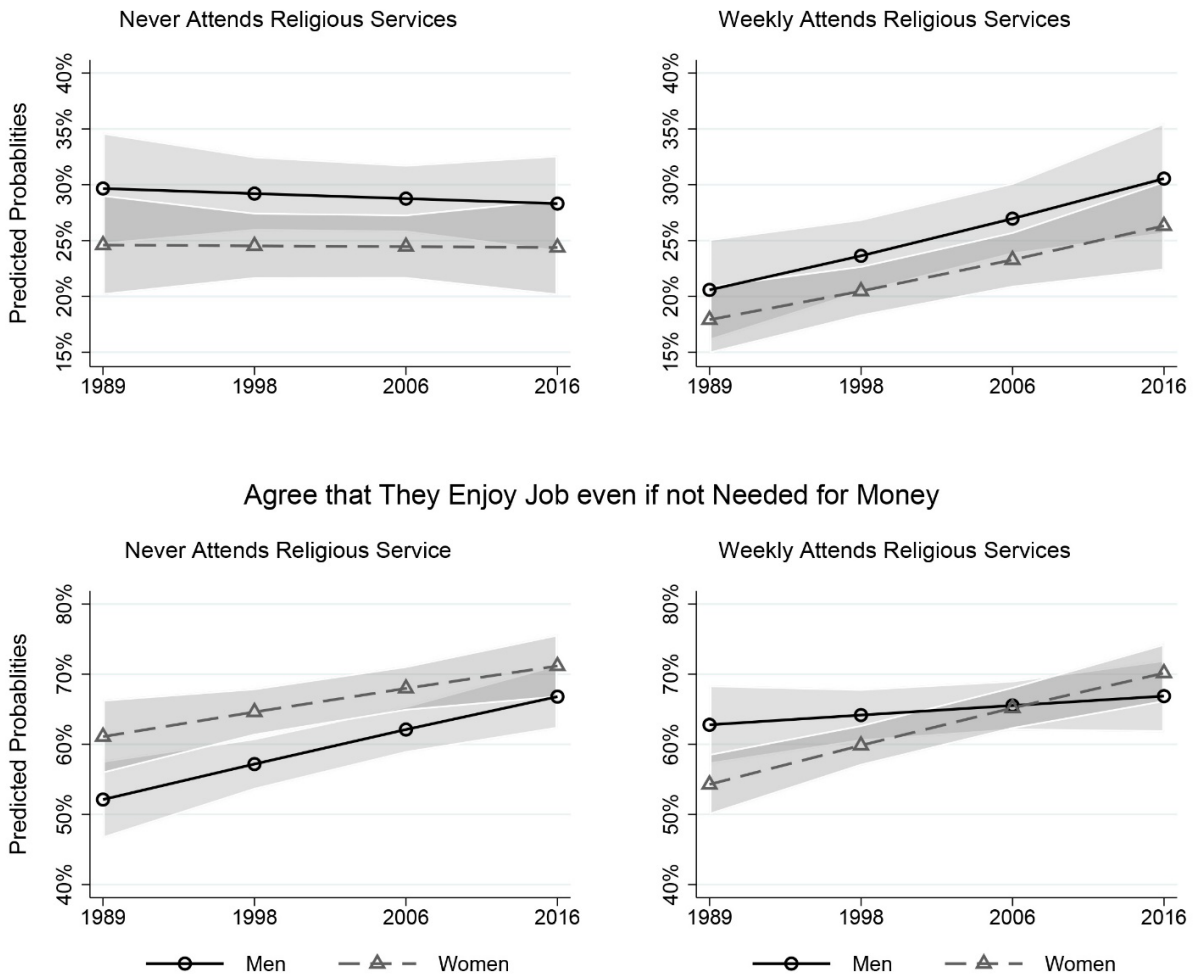 Never Attends Religious Services
Weekly Attends Religious Services
Predicted Probablities
40%
35%
30%
25%
20%
15%
1989 1998 2006 2016
40%
35%
30%
25%
20%
15%
1989 1998 2006 2016
Agree that They Enjoy Job even if not Needed for Money
Never Attends Religious Service
Weekly Attends Religious Services
Predicted Probablities
80%
70%
60%
50%
40%
1989 1998 2006 2016
80%
70%
60%
50%
40%
1989 1998 2006 2016
Men Women
Men Women